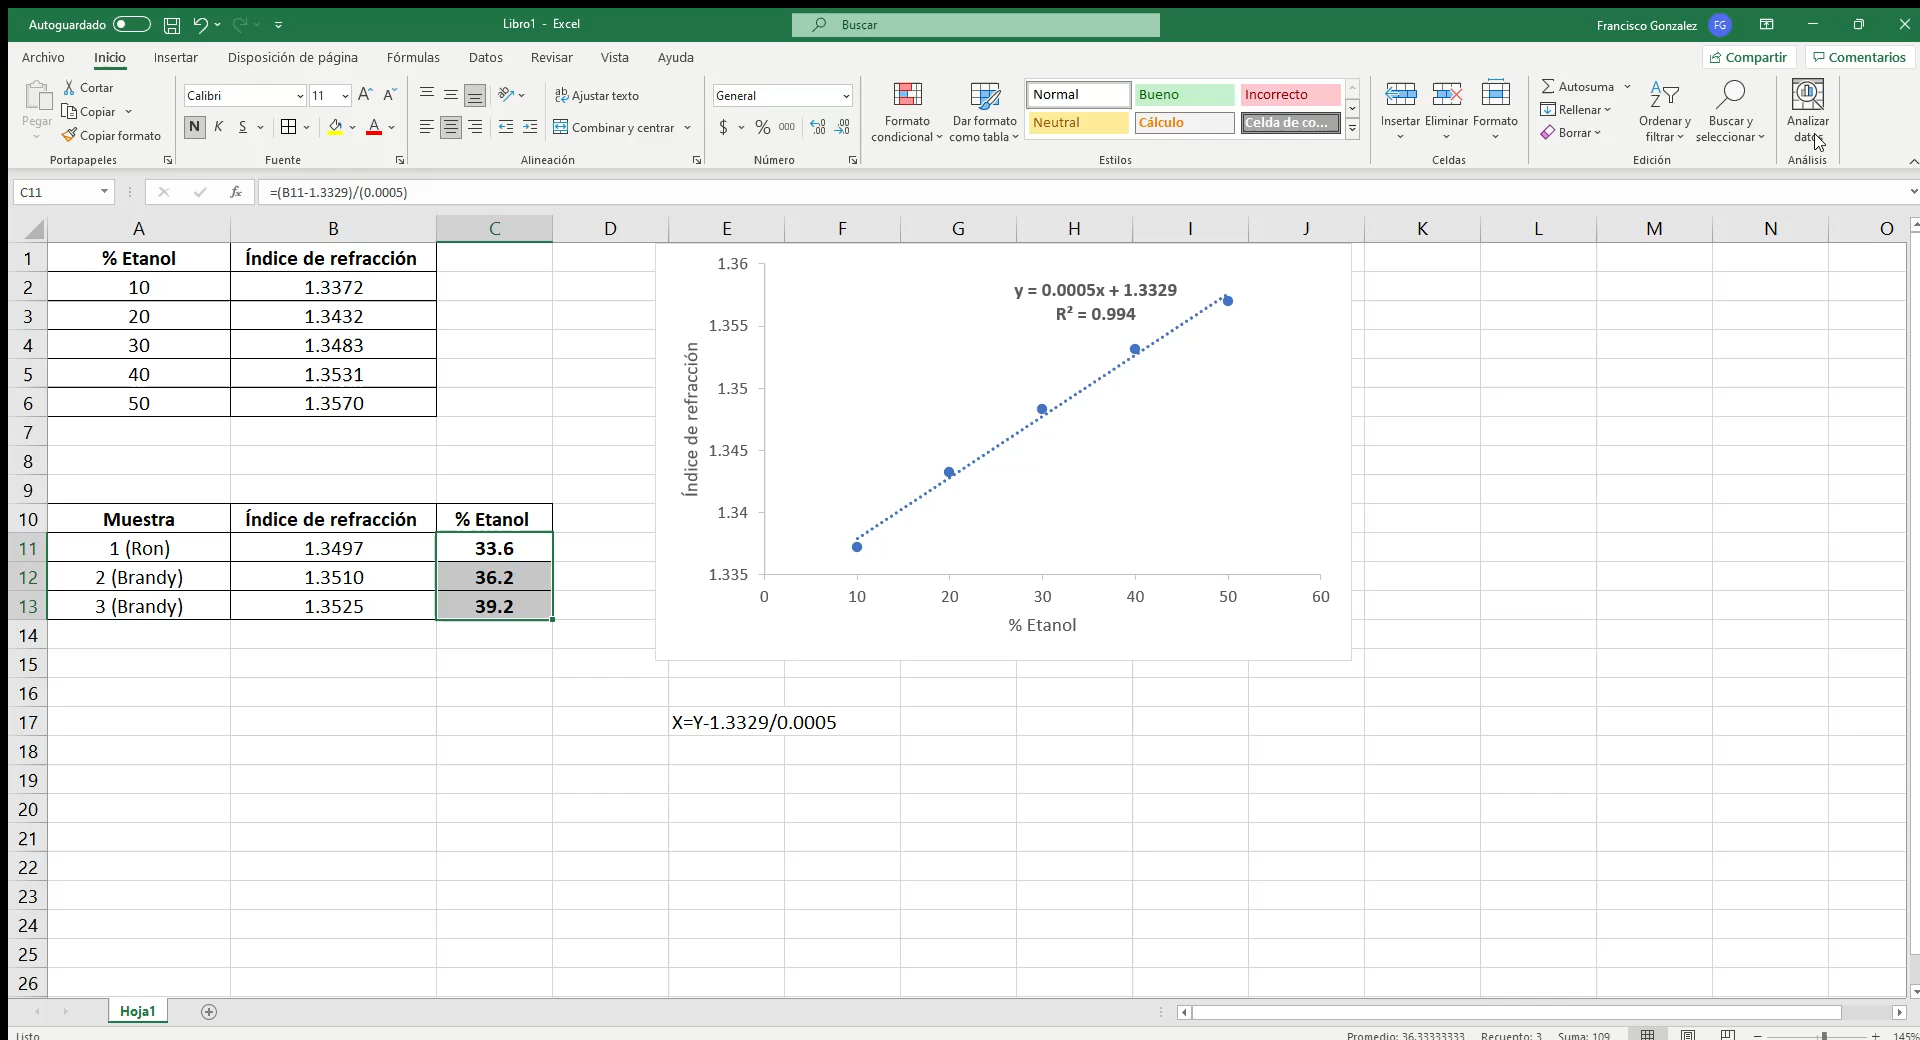 Autoguardado
Libro1 - Excel
Buscar
Francisco Gonzalez FG
Archivo Inicio Insertar Disposición de página Fórmulas Datos Revisar Vista Ayuda
Compartir Comentarios
Pegar
Cortar
Copiar
Copiar formato
Portapapeles
Calibri 11
N K S
Fuente
Ajustar texto
Combinar y centrar
Alineación
General
$ % 000
Número
Formato condicional
Dar formato como tabla
Normal Bueno Incorrecto
Neutral Cálculo Celda de co...
Estilos
Insertar Eliminar Formato
Celdas
Autosuma
Rellenar
Borrar
Ordenar y filtrar
Buscar y seleccionar
Edición
Analizar datos
Análisis
C11 fx =(B11-1.3329)/(0.0005)
A B C D E F G H I J K L M N O
1 % Etanol Índice de refracción
2 10 1.3372
3 20 1.3432
4 30 1.3483
5 40 1.3531
6 50 1.3570
7
8
9
10 Muestra Índice de refracción % Etanol
11 1 (Ron) 1.3497 33.6
12 2 (Brandy) 1.3510 36.2
13 3 (Brandy) 1.3525 39.2
14
15
16
17 X=Y-1.3329/0.0005
18
19
20
21
22
23
24
25
26
y = 0.0005x + 1.3329
R² = 0.994
Índice de refracción
1.36
1.355
1.35
1.345
1.34
1.335
0 10 20 30 40 50 60
% Etanol
Hoja1
Listo
Promedio: 36.33333333 Recuento: 3 Suma: 109
145%